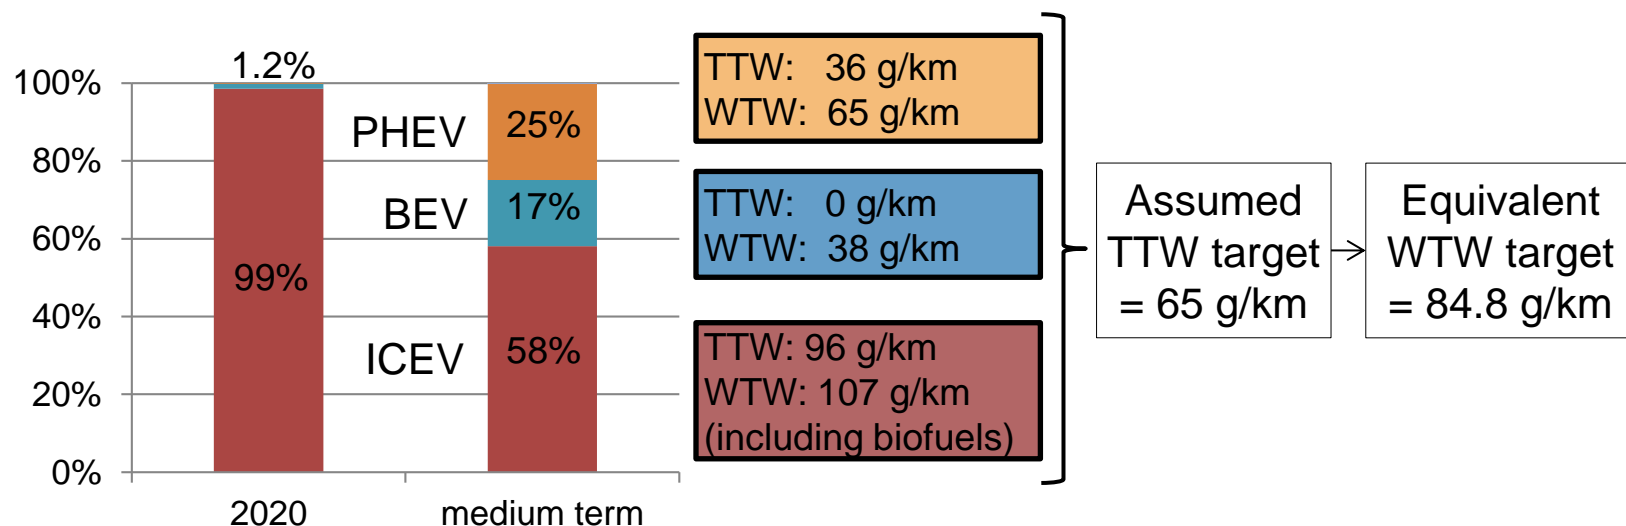 100%
80%
60%
40%
20%
0%
1.2%
99%
2020
PHEV
BEV
ICEV
25%
17%
58%
medium term
TTW: 36 g/km
WTW: 65 g/km
TTW: 0 g/km
WTW: 38 g/km
TTW: 96 g/km
WTW: 107 g/km
(including biofuels)
Assumed
TTW target
= 65 g/km
Equivalent
WTW target
= 84.8 g/km